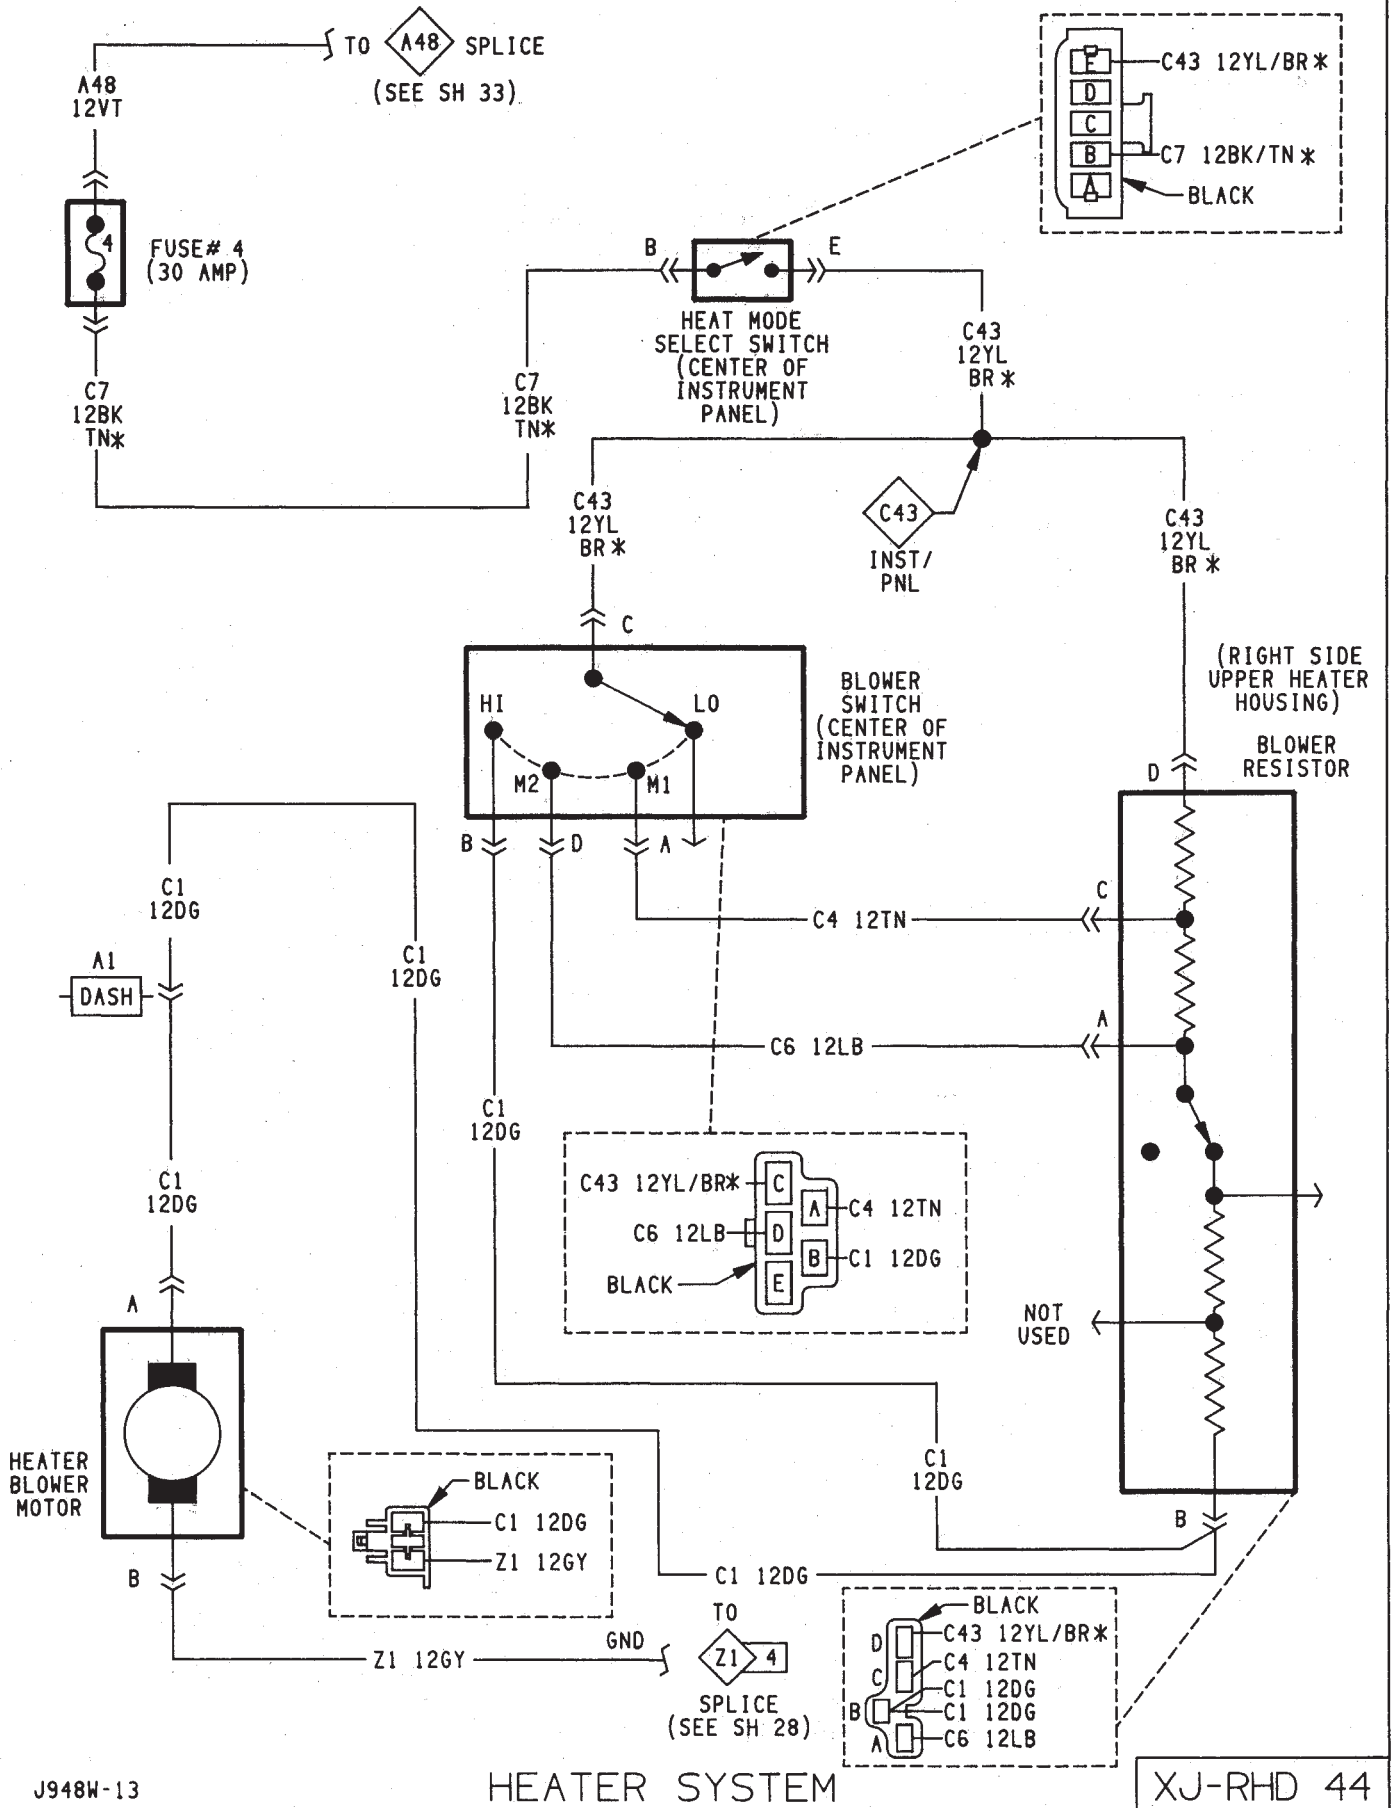 TO A48 SPLICE
(SEE SH 33)
A48
12VT
4
FUSE# 4
(30 AMP)
C7
12BK
TN*
C7
12BK
TN*
B
E
HEAT MODE
SELECT SWITCH
(CENTER OF
INSTRUMENT
PANEL)
E
D
C
B
A
C43 12YL/BR*
C7 12BK/TN*
BLACK
C43
12YL
BR*
C43
INST/
PNL
C43
12YL
BR*
C43
12YL
BR*
C
HI
LO
M2
M1
BLOWER
SWITCH
(CENTER OF
INSTRUMENT
PANEL)
B
D
A
(RIGHT SIDE
UPPER HEATER
HOUSING)
BLOWER
RESISTOR
D
C
C4 12TN
A
C6 12LB
C1
12DG
A1
DASH
C1
12DG
C1
12DG
C1
12DG
C43 12YL/BR*
C6 12LB
BLACK
C
D
E
A
B
C4 12TN
C1 12DG
NOT
USED
A
HEATER
BLOWER
MOTOR
B
BLACK
C1 12DG
Z1 12GY
C1
12DG
B
C1 12DG
Z1 12GY
GND
TO
Z1 4
SPLICE
(SEE SH 28)
BLACK
D
C43 12YL/BR*
C
C4 12TN
C1 12DG
B
C1 12DG
A
C6 12LB
J948W-13
HEATER SYSTEM
XJ-RHD 44